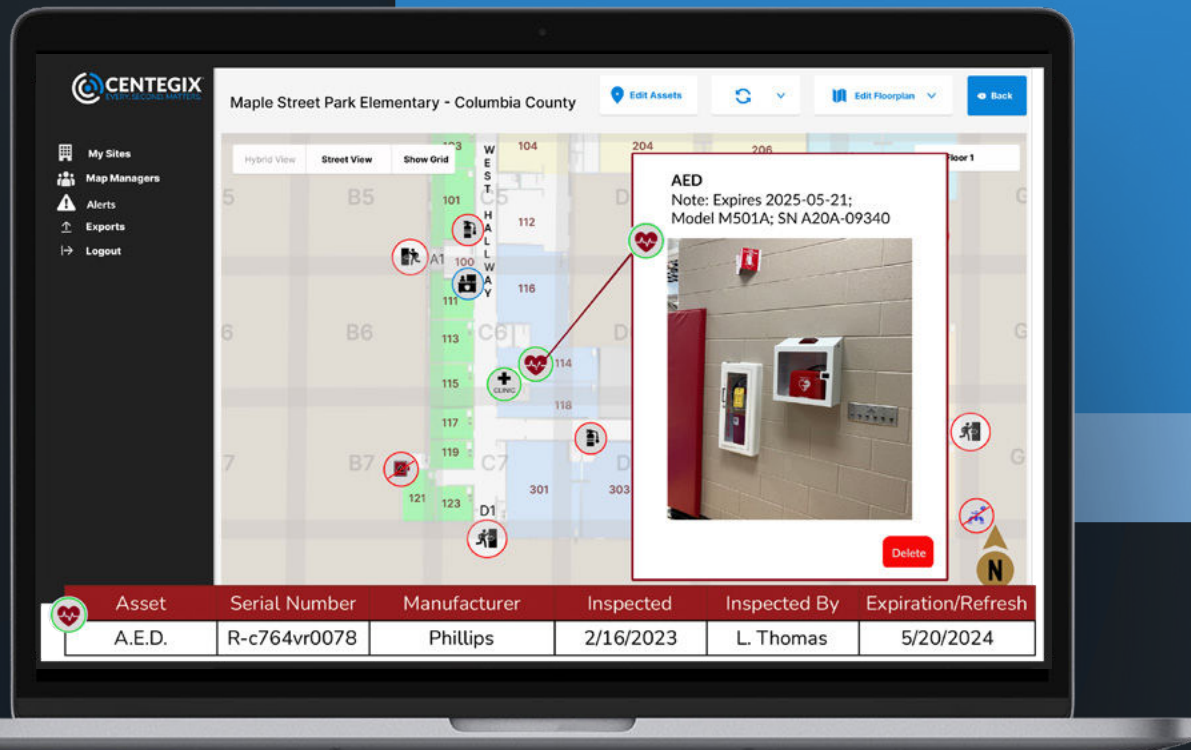 CENTEGIX
EVERY SECOND MATTERS
My Sites
Map Managers
Alerts
Exports
Logout
Maple Street Park Elementary - Columbia County
Edit Assets
Edit Floorplan
Back
Hybrid View
Street View
Show Grid
Floor 1
103
104
204
206
WEST HALLWAY
5
B5
101
C5
D
G
112
A1
100
111
116
6
B6
113
C6
D
G
114
115
CLINIC
118
117
7
B7
119
C7
D
G
121
123
D1
301
303
AED
Note: Expires 2025-05-21;
Model M501A; SN A20A-09340
Delete
N
Asset Serial Number Manufacturer Inspected Inspected By Expiration/Refresh
A.E.D. R-c764vr0078 Phillips 2/16/2023 L. Thomas 5/20/2024